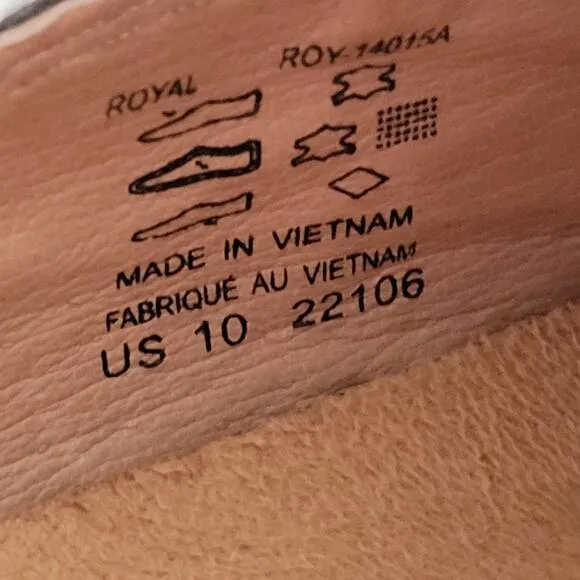 ROYAL ROY-14015A
MADE IN VIETNAM
FABRIQUÉ AU VIETNAM
US 10 22106